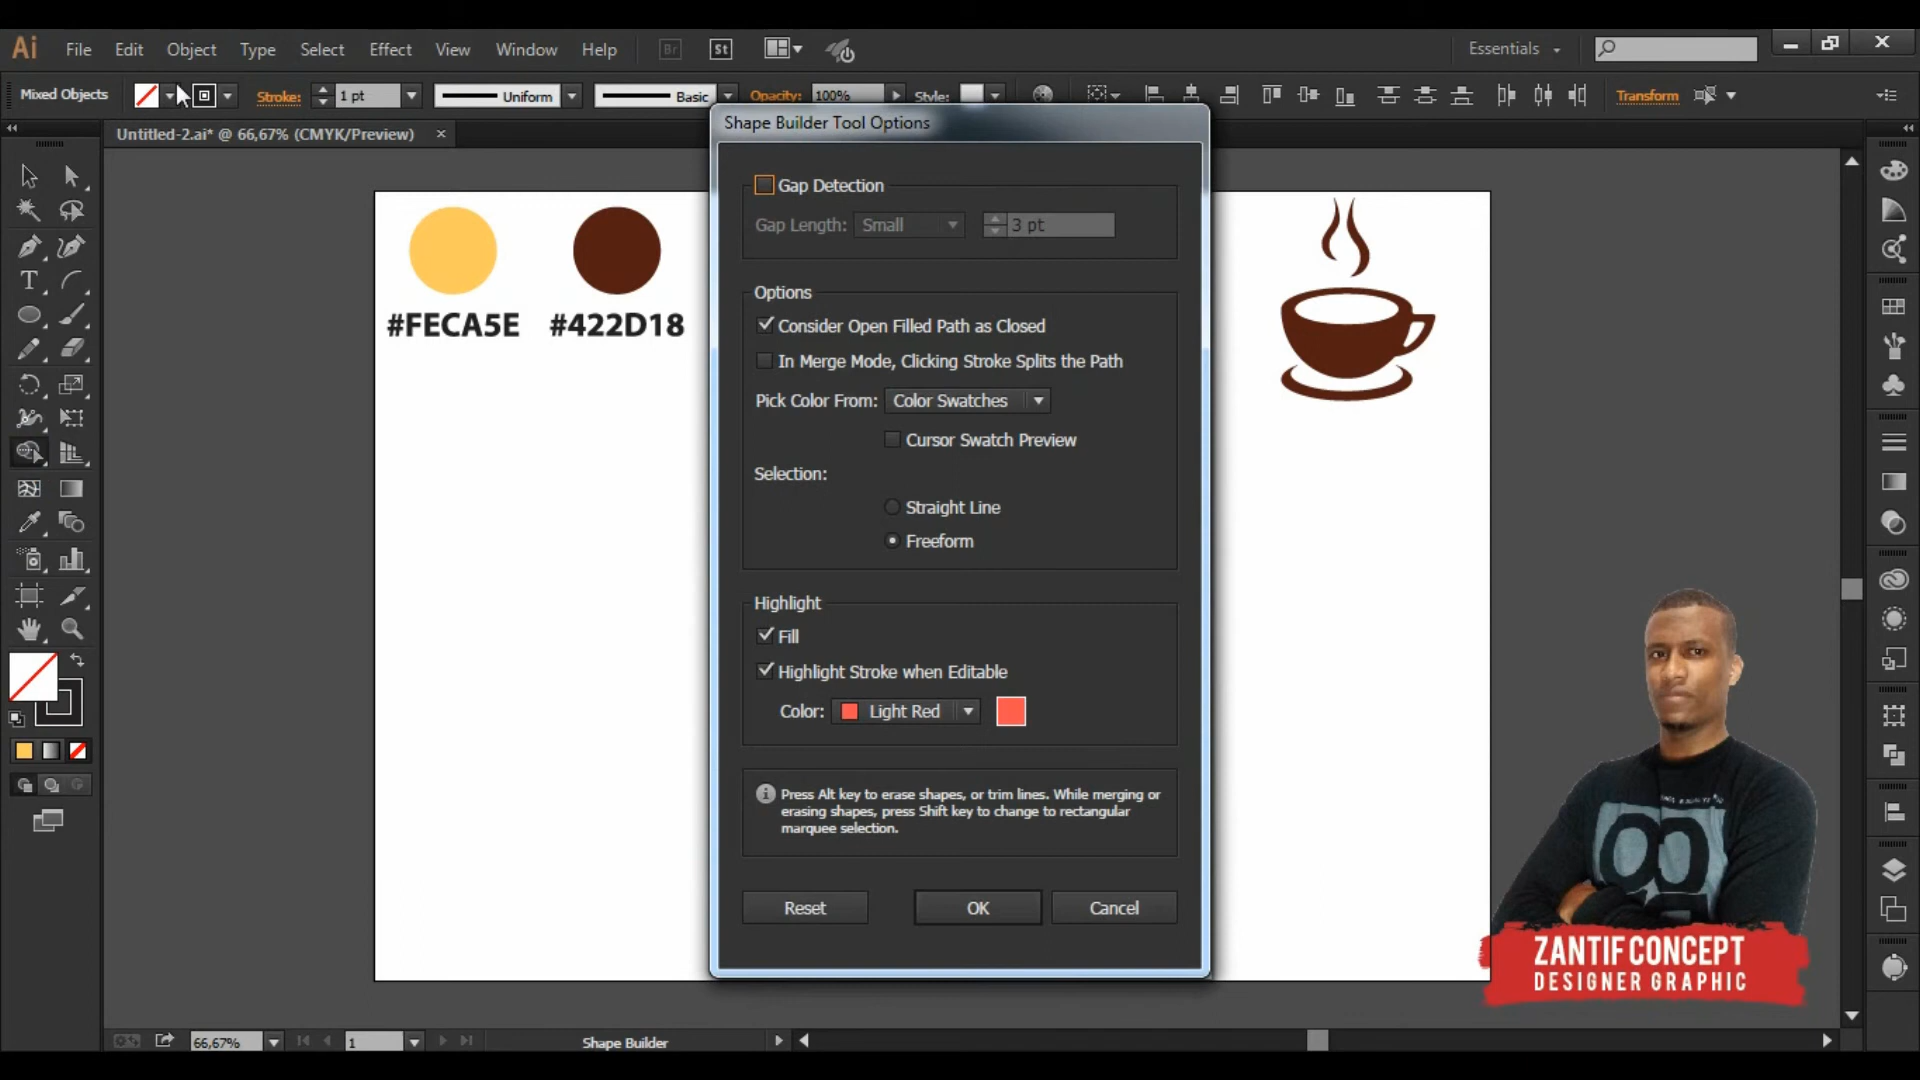 Ai File Edit Object Type Select Effect View Window Help Br St Essentials
Mixed Objects Stroke: 1 pt Uniform Basic Opacity: 100% Style: Transform
Untitled-2.ai* @ 66,67% (CMYK/Preview) ×
Shape Builder Tool Options
Gap Detection
Gap Length: Small 3 pt
Options
Consider Open Filled Path as Closed
In Merge Mode, Clicking Stroke Splits the Path
Pick Color From: Color Swatches
Cursor Swatch Preview
Selection:
Straight Line
Freeform
Highlight
Fill
Highlight Stroke when Editable
Color: Light Red
Press Alt key to erase shapes, or trim lines. While merging or
erasing shapes, press Shift key to change to rectangular
marquee selection.
Reset OK Cancel
#FECA5E #422D18
ZANTIF CONCEPT
DESIGNER GRAPHIC
66,67% 1 Shape Builder